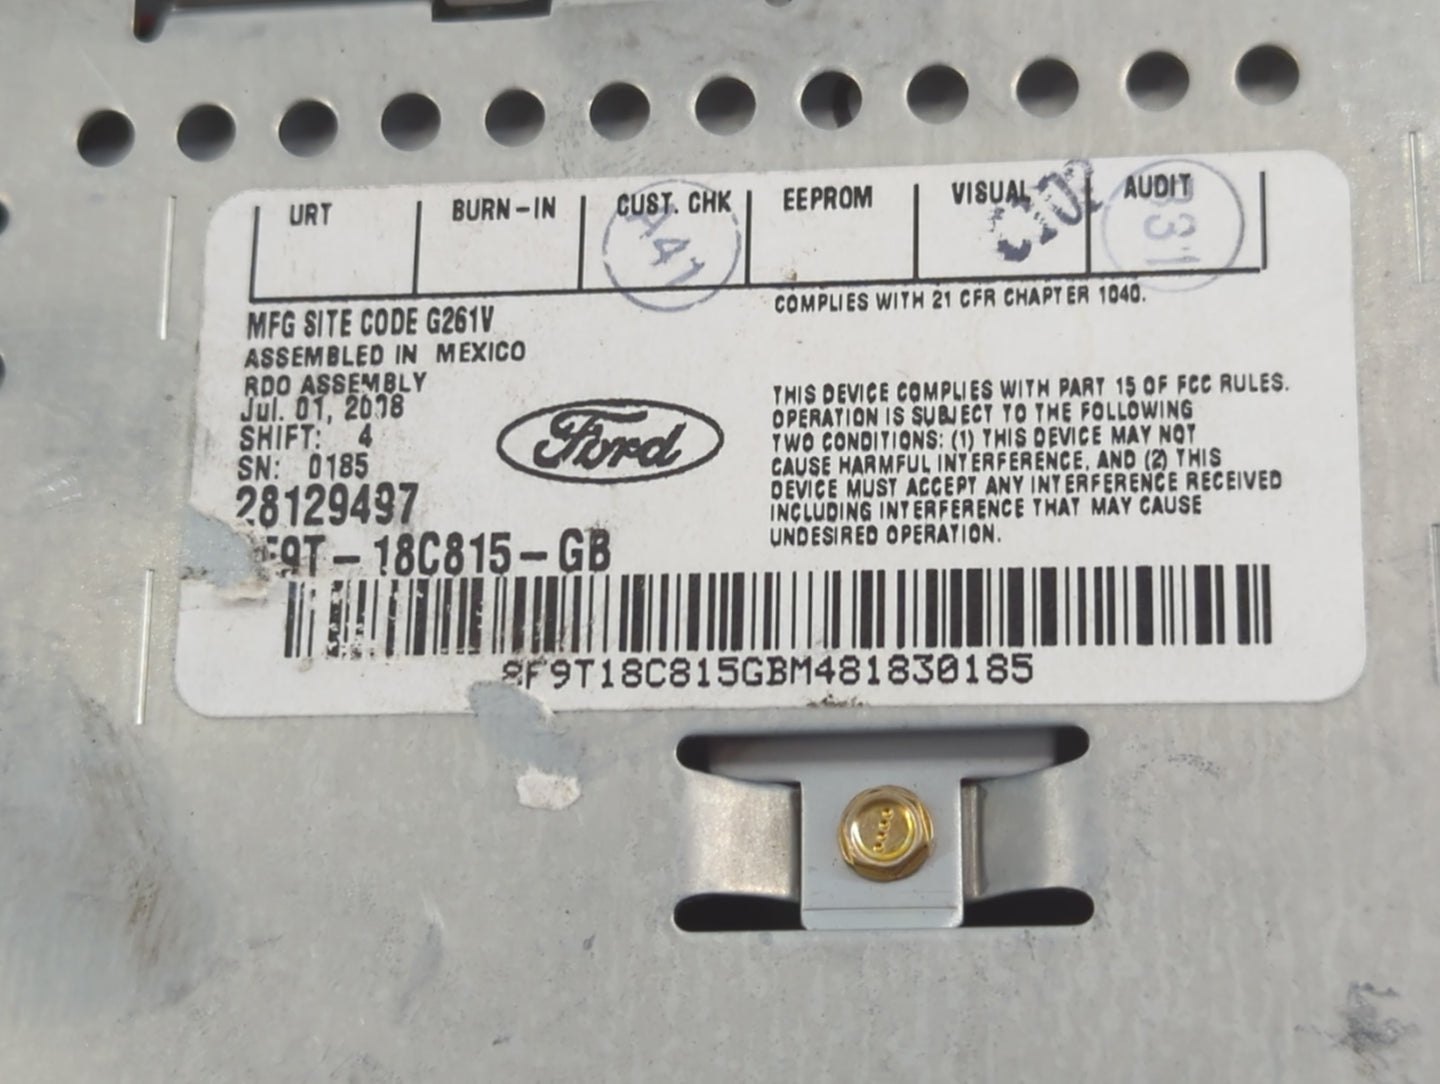 URT BURN-IN CUST. CHK EEPROM VISUAL AUDIT
A41 C102 331
COMPLIES WITH 21 CFR CHAPTER 1040.
MFG SITE CODE G261V
ASSEMBLED IN MEXICO
RDO ASSEMBLY
Jul. 01, 2008
SHIFT: 4
SN: 0185
28129497
F9T-18C815-GB
Ford
THIS DEVICE COMPLIES WITH PART 15 OF FCC RULES.
OPERATION IS SUBJECT TO THE FOLLOWING
TWO CONDITIONS: (1) THIS DEVICE MAY NOT
CAUSE HARMFUL INTERFERENCE, AND (2) THIS
DEVICE MUST ACCEPT ANY INTERFERENCE RECEIVED
INCLUDING INTERFERENCE THAT MAY CAUSE
UNDESIRED OPERATION.
8F9T18C815GBM481830185